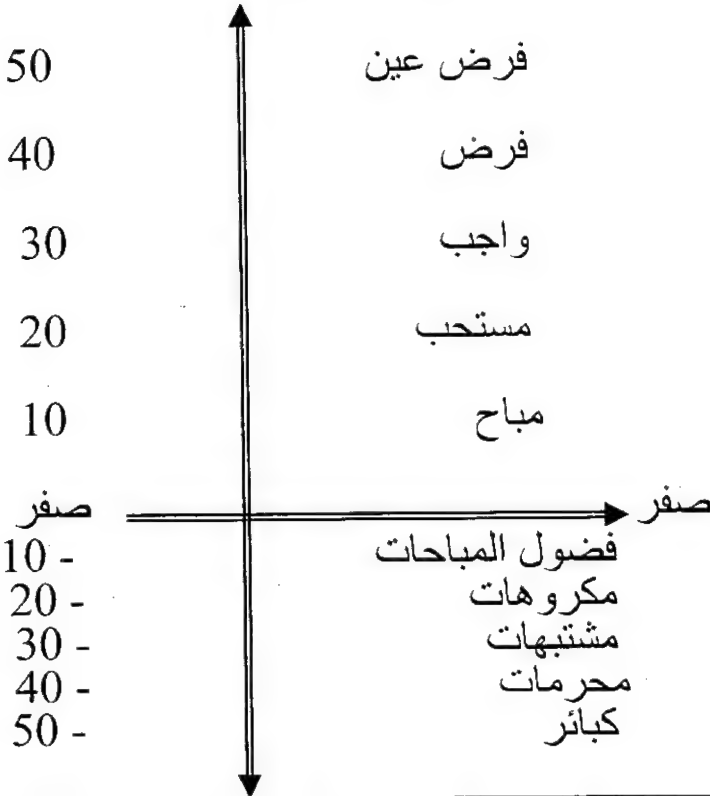 فرض عين 50
فرض 40
واجب 30
مستحب 20
مباح 10
صفر صفر
فضول المباحات 10 -
مكروهات 20 -
مشتبهات 30 -
محرمات 40 -
كبائر 50 -